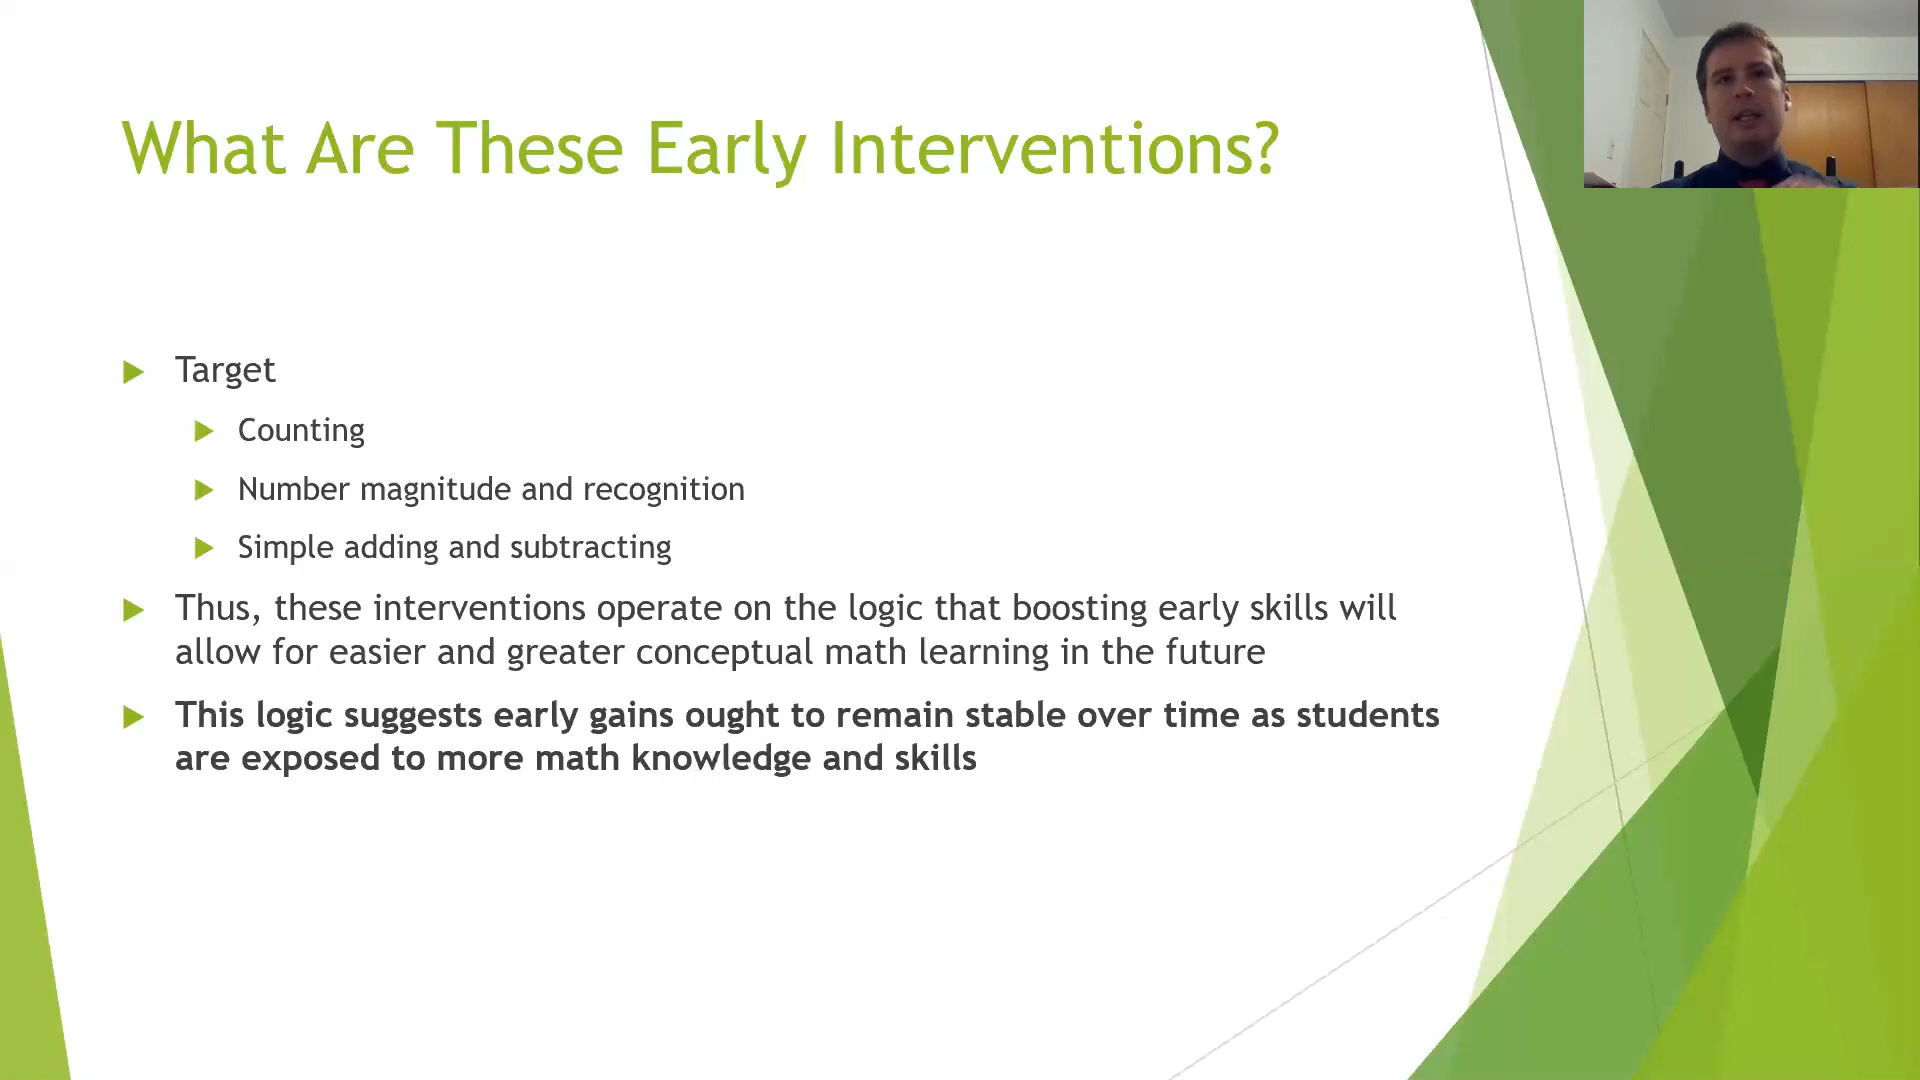 What Are These Early Interventions?
Target
Counting
Number magnitude and recognition
Simple adding and subtracting
Thus, these interventions operate on the logic that boosting early skills will
allow for easier and greater conceptual math learning in the future
This logic suggests early gains ought to remain stable over time as students
are exposed to more math knowledge and skills